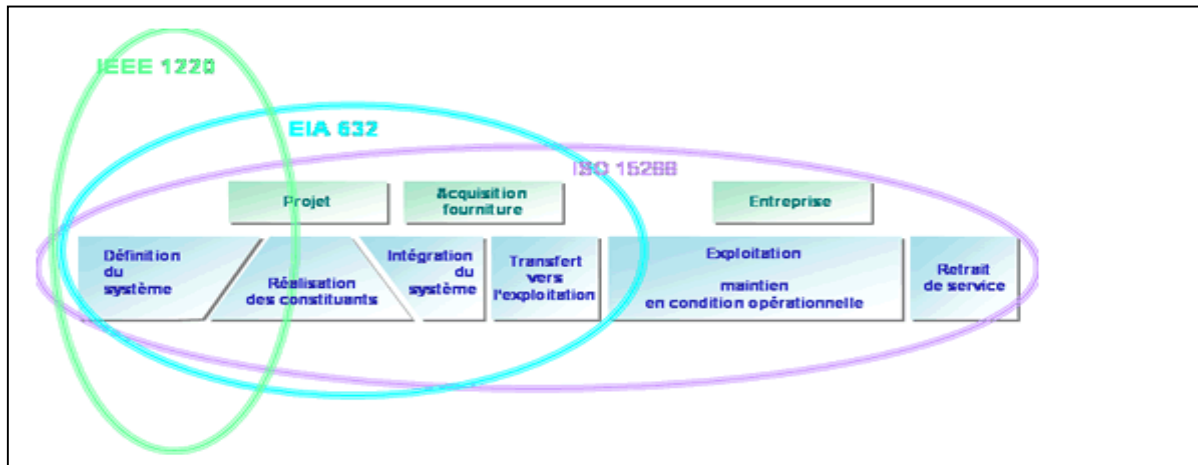 IEEE 1220
EIA 632
ISO 15288
Projet
Acquisition
fourniture
Entreprise
Définition
du
système
Réalisation
des constituants
Intégration
du
système
Transfert
vers
l'exploitation
Exploitation
maintien
en condition opérationnelle
Retrait
de service